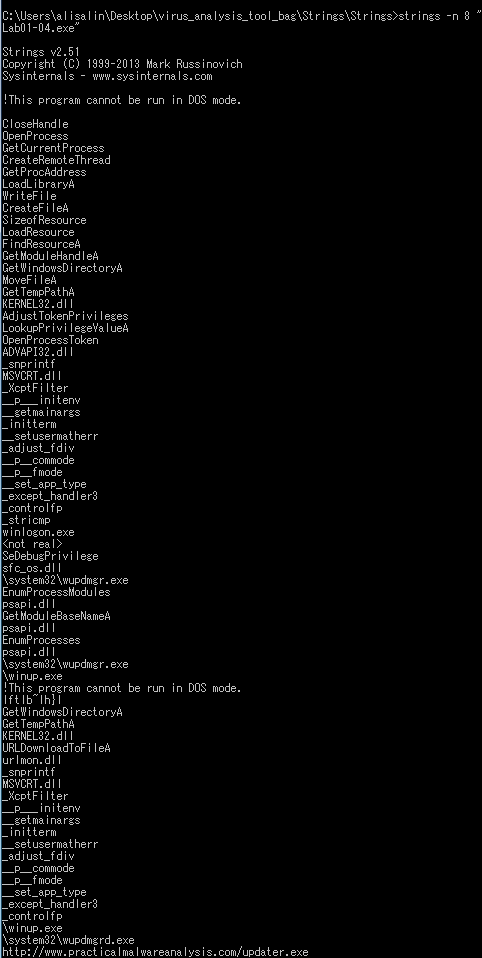 C:\Users\alisalin\Desktop\virus_analysis_tool_bag\Strings\Strings>strings -n 8 "
Lab01-04.exe"
Strings v2.51
Copyright (C) 1999-2013 Mark Russinovich
Sysinternals - www.sysinternals.com
!This program cannot be run in DOS mode.
CloseHandle
OpenProcess
GetCurrentProcess
CreateRemoteThread
GetProcAddress
LoadLibraryA
WriteFile
CreateFileA
SizeofResource
LoadResource
FindResourceA
GetModuleHandleA
GetWindowsDirectoryA
MoveFileA
GetTempPathA
KERNEL32.dll
AdjustTokenPrivileges
LookupPrivilegeValueA
OpenProcessToken
ADVAPI32.dll
_snprintf
MSVCRT.dll
_XcptFilter
__p___initenv
__getmainargs
_initterm
__setusermatherr
_adjust_fdiv
__p__commode
__p__fmode
__set_app_type
_except_handler3
_controlfp
_stricmp
winlogon.exe
<not real>
SeDebugPrivilege
sfc_os.dll
\system32\wupdmgr.exe
EnumProcessModules
psapi.dll
GetModuleBaseNameA
psapi.dll
EnumProcesses
psapi.dll
\system32\wupdmgr.exe
\winup.exe
!This program cannot be run in DOS mode.
lftlb~lh}l
GetWindowsDirectoryA
GetTempPathA
KERNEL32.dll
URLDownloadToFileA
urlmon.dll
_snprintf
MSVCRT.dll
_XcptFilter
__p___initenv
__getmainargs
_initterm
__setusermatherr
_adjust_fdiv
__p__commode
__p__fmode
__set_app_type
_except_handler3
_controlfp
\winup.exe
\system32\wupdmgrd.exe
http://www.practicalmalwareanalysis.com/updater.exe